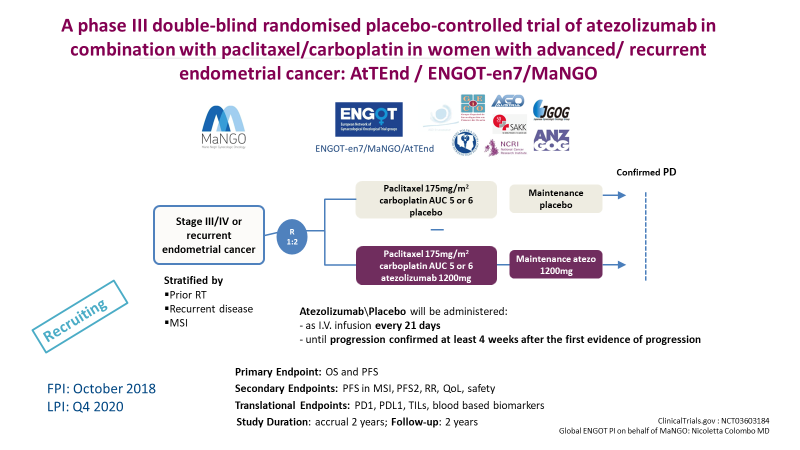 A phase III double-blind randomised placebo-controlled trial of atezolizumab in
combination with paclitaxel/carboplatin in women with advanced/ recurrent
endometrial cancer: AtTEnd / ENGOT-en7/MaNGO
MaNGO
ENGOT
European Network of
Gynaecological Oncological Trial groups
AGO
AUSTRIA
JGOG
SAKK
NCRI
National Cancer
Research Institute
ANZ
GOG
ENGOT-en7/MaNGO/AtTEnd
Confirmed PD
Stage III/IV or
recurrent
endometrial cancer
R
1:2
Paclitaxel 175mg/m²
carboplatin AUC 5 or 6
placebo
Maintenance
placebo
Paclitaxel 175mg/m²
carboplatin AUC 5 or 6
atezolizumab 1200mg
Maintenance atezo
1200mg
Stratified by
▪Prior RT
▪Recurrent disease
▪MSI
Recruiting
Atezolizumab\Placebo will be administered:
- as I.V. infusion every 21 days
- until progression confirmed at least 4 weeks after the first evidence of progression
FPI: October 2018
LPI: Q4 2020
Primary Endpoint: OS and PFS
Secondary Endpoints: PFS in MSI, PFS2, RR, QoL, safety
Translational Endpoints: PD1, PDL1, TILs, blood based biomarkers
Study Duration: accrual 2 years; Follow-up: 2 years
ClinicalTrials.gov : NCT03603184
Global ENGOT PI on behalf of MaNGO: Nicoletta Colombo MD